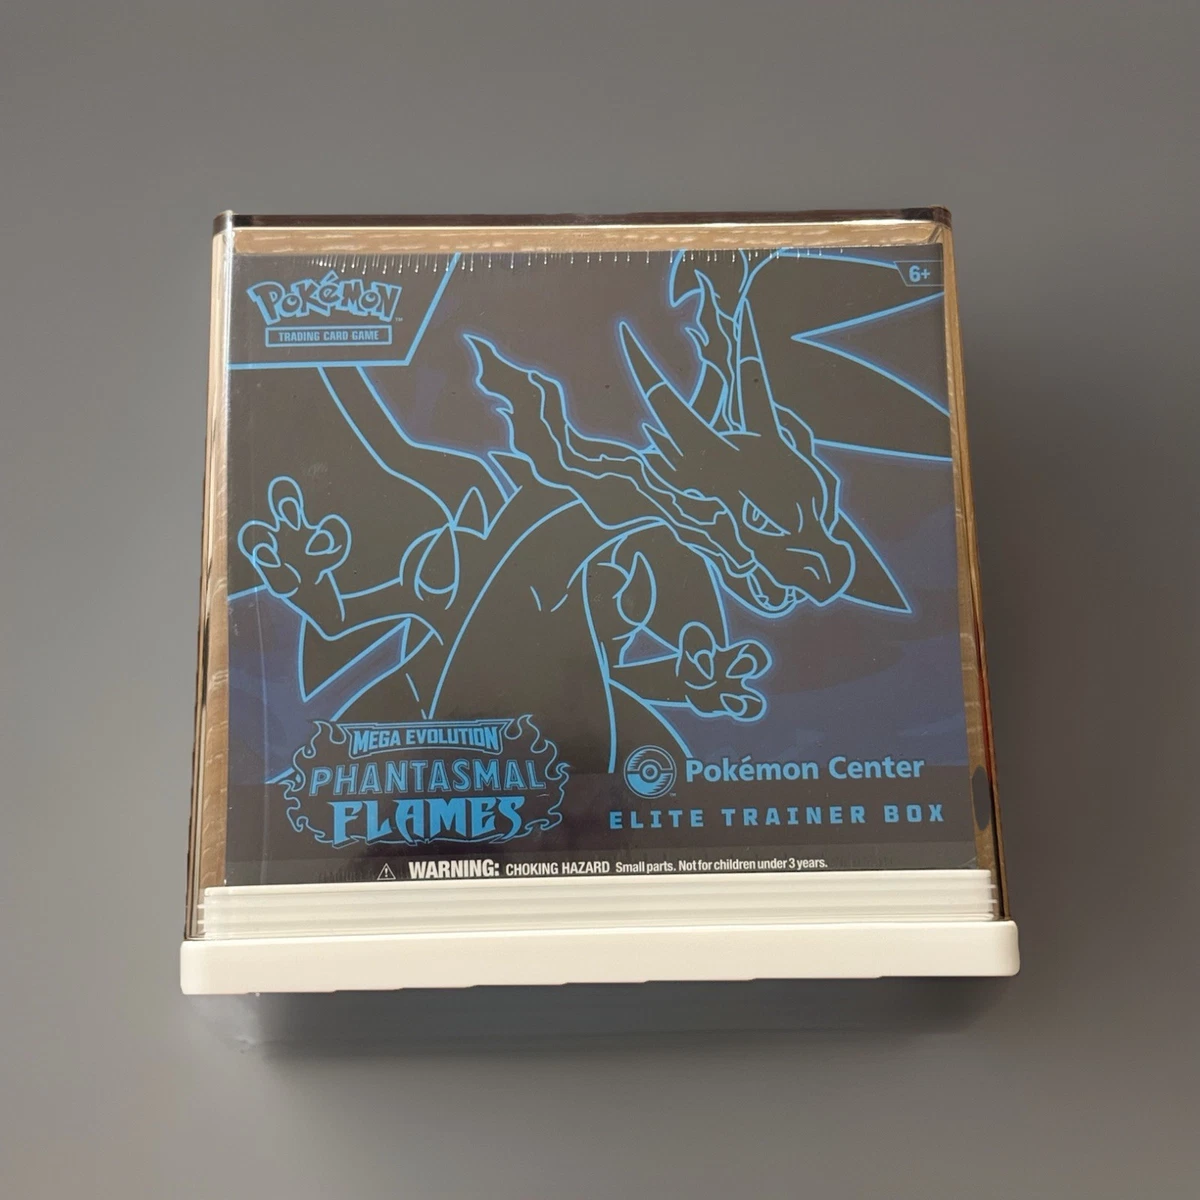 POKéMON
TRADING CARD GAME
6+
MEGA EVOLUTION
PHANTASMAL
FLAMES
Pokémon Center
ELITE TRAINER BOX
WARNING: CHOKING HAZARD Small parts. Not for children under 3 years.